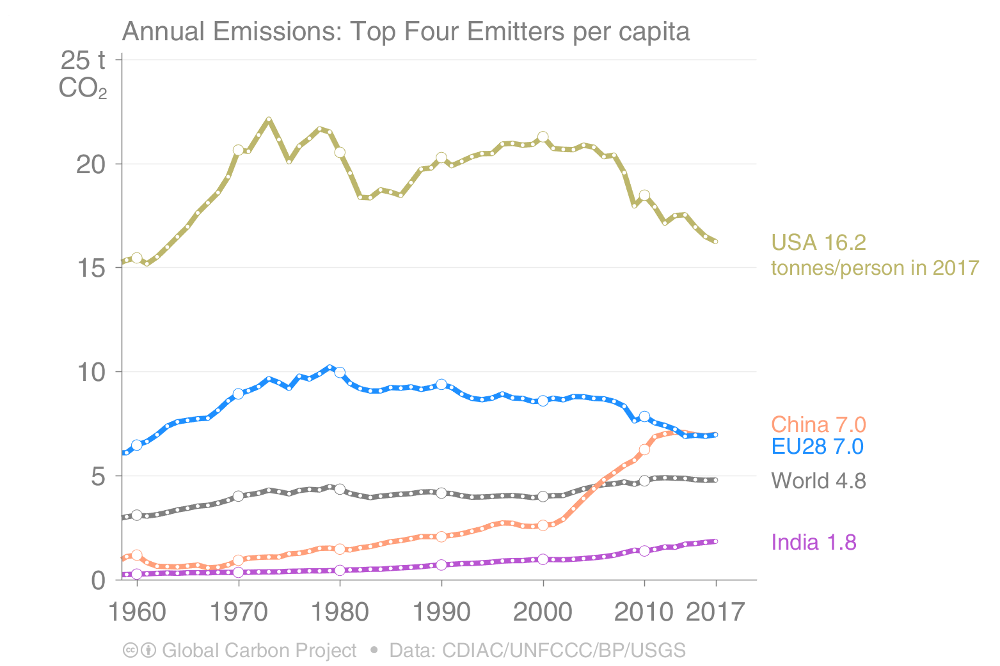 Annual Emissions: Top Four Emitters per capita
25 t
CO₂
20
15
10
5
0
USA 16.2
tonnes/person in 2017
China 7.0
EU28 7.0
World 4.8
India 1.8
1960 1970 1980 1990 2000 2010 2017
cc Global Carbon Project • Data: CDIAC/UNFCCC/BP/USGS